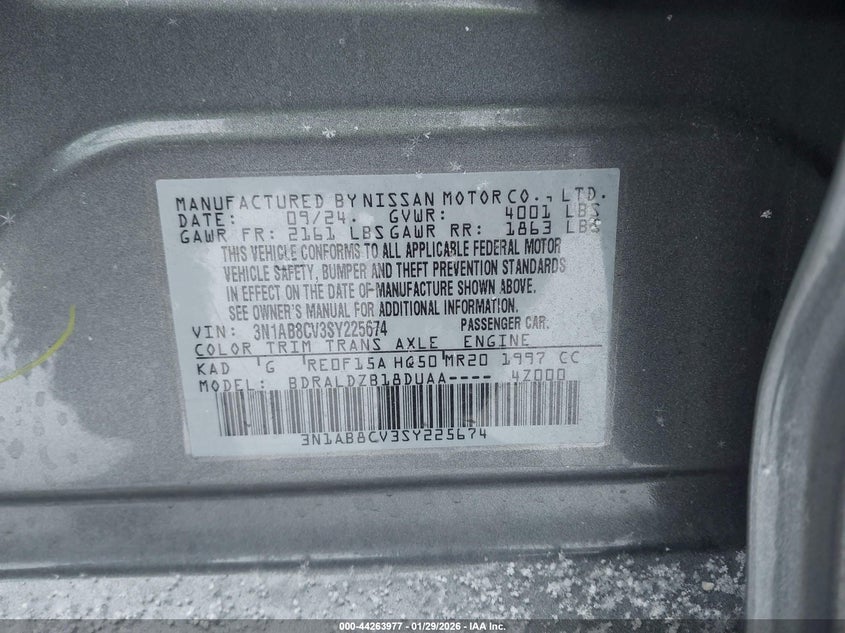 MANUFACTURED BY NISSAN MOTOR CO., LTD.
DATE: 09/24. GVWR: 4001 LBS
GAWR FR: 2161 LBS GAWR RR: 1863 LBS
THIS VEHICLE CONFORMS TO ALL APPLICABLE FEDERAL MOTOR
VEHICLE SAFETY, BUMPER AND THEFT PREVENTION STANDARDS
IN EFFECT ON THE DATE OF MANUFACTURE SHOWN ABOVE.
SEE OWNER'S MANUAL FOR ADDITIONAL INFORMATION.
VIN: 3N1AB8CV3SY225674 PASSENGER CAR.
COLOR TRIM TRANS AXLE ENGINE
KAD G RE0F15A HQ50 MR20 1997 CC
MODEL: BDRALDZB18DUAA---- 4Z000
3N1AB8CV3SY225674
000-44263977 - 01/29/2026 - IAA Inc.